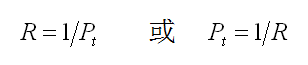 R = 1/P_t 或 P_t = 1/R